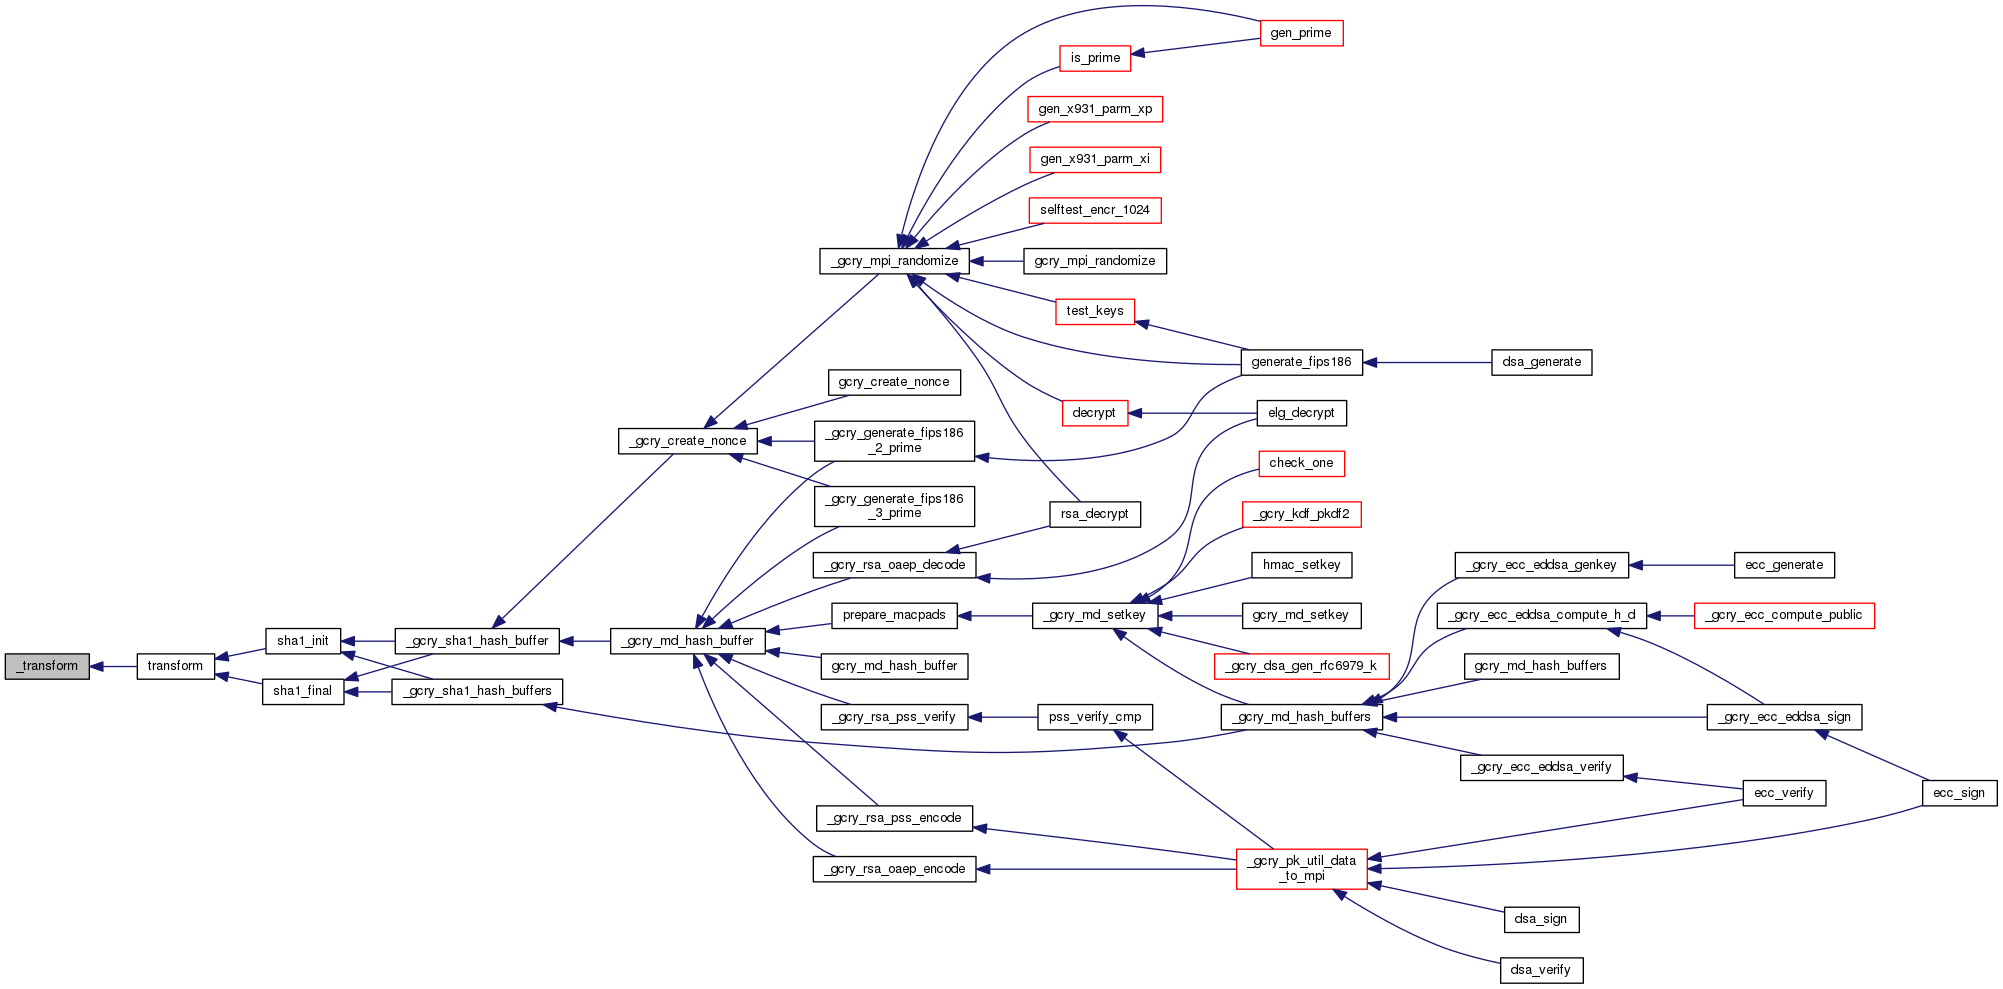 gen_prime
is_prime
gen_x931_parm_xp
gen_x931_parm_xi
selftest_encr_1024
_gcry_mpi_randomize
gcry_mpi_randomize
test_keys
generate_fips186
dsa_generate
gcry_create_nonce
decrypt
elg_decrypt
_gcry_create_nonce
_gcry_generate_fips186
_2_prime
check_one
_gcry_generate_fips186
_3_prime
rsa_decrypt
_gcry_kdf_pkdf2
_gcry_rsa_oaep_decode
hmac_setkey
_gcry_ecc_eddsa_genkey
ecc_generate
prepare_macpads
_gcry_md_setkey
gcry_md_setkey
_gcry_ecc_eddsa_compute_h_d
_gcry_ecc_compute_public
sha1_init
_gcry_sha1_hash_buffer
_gcry_md_hash_buffer
_transform
transform
gcry_md_hash_buffer
_gcry_dsa_gen_rfc6979_k
gcry_md_hash_buffers
sha1_final
_gcry_sha1_hash_buffers
_gcry_rsa_pss_verify
pss_verify_cmp
_gcry_md_hash_buffers
_gcry_ecc_eddsa_sign
_gcry_ecc_eddsa_verify
ecc_verify
ecc_sign
_gcry_rsa_pss_encode
_gcry_rsa_oaep_encode
_gcry_pk_util_data
_to_mpi
dsa_sign
dsa_verify